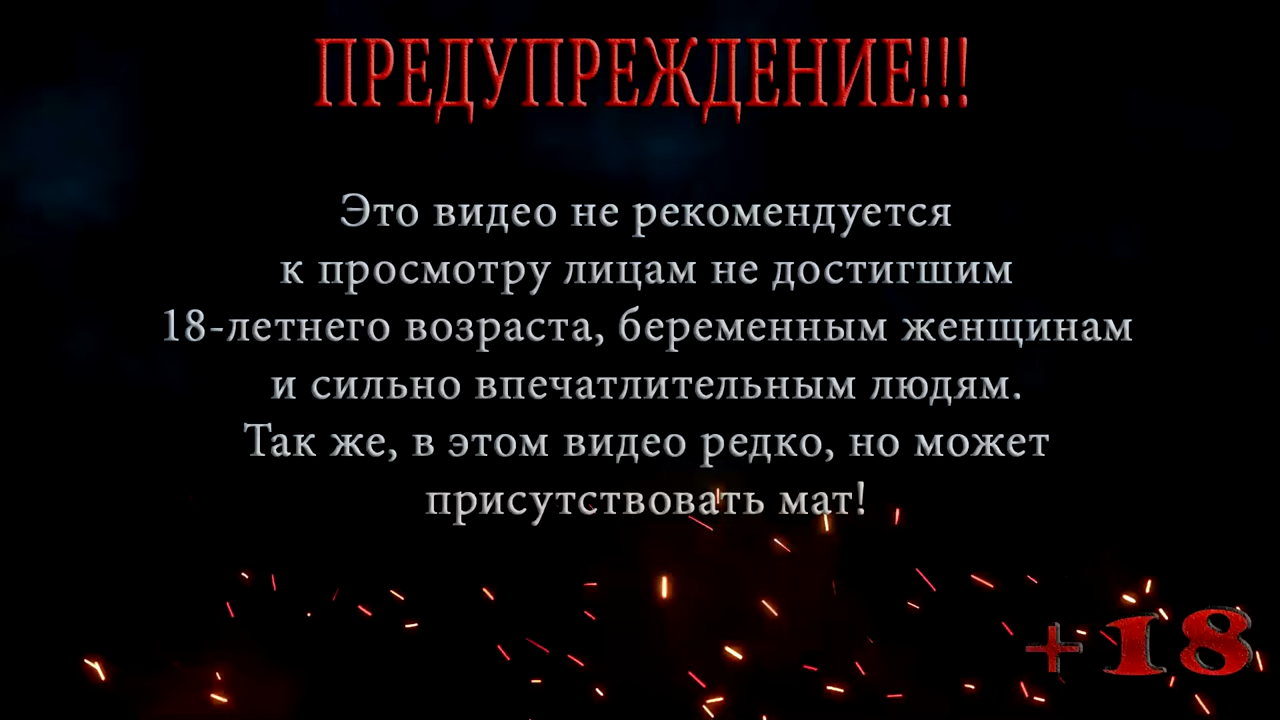 ПРЕДУПРЕЖДЕНИЕ!!!
Это видео не рекомендуется
к просмотру лицам не достигшим
18-летнего возраста, беременным женщинам
и сильно впечатлительным людям.
Так же, в этом видео редко, но может
присутствовать мат!
+18